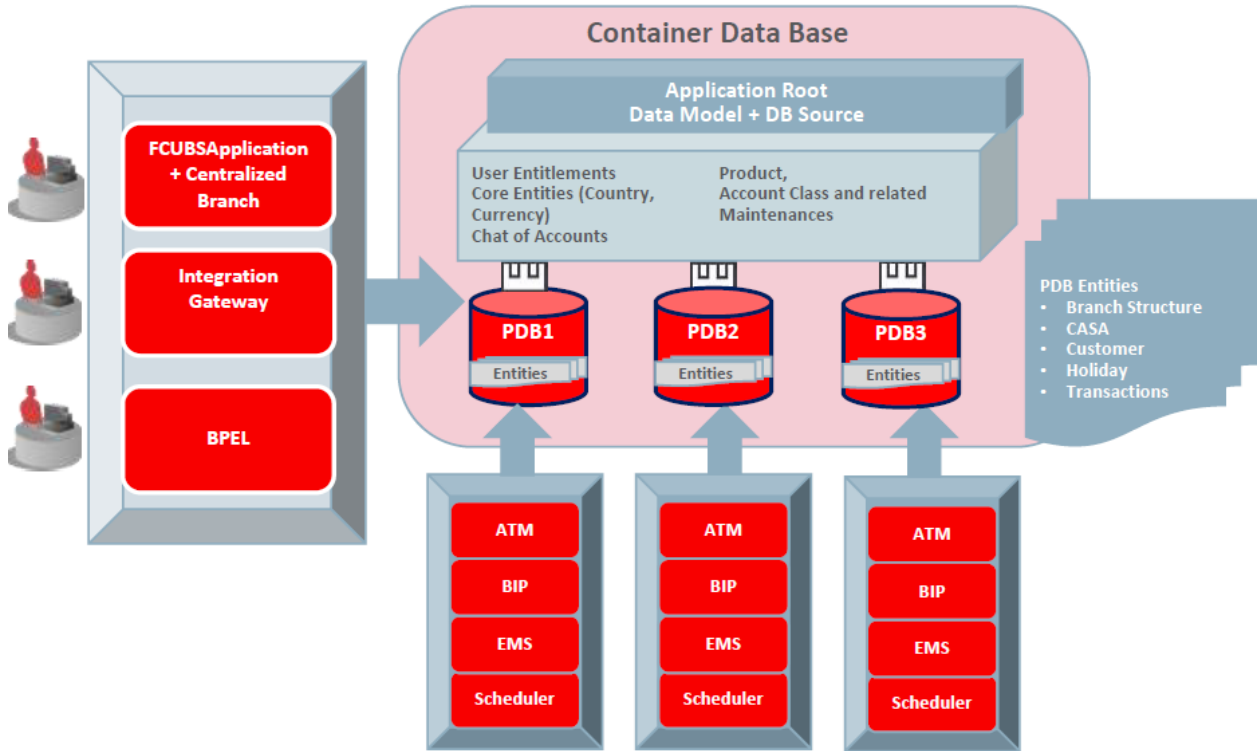 Container Data Base
Application Root
Data Model + DB Source
User Entitlements
Core Entities (Country,
Currency)
Chat of Accounts
Product,
Account Class and related
Maintenances
FCUBSApplication
+ Centralized
Branch
Integration
Gateway
BPEL
PDB1
Entities
PDB2
Entities
PDB3
Entities
PDB Entities
• Branch Structure
• CASA
• Customer
• Holiday
• Transactions
ATM
BIP
EMS
Scheduler
ATM
BIP
EMS
Scheduler
ATM
BIP
EMS
Scheduler